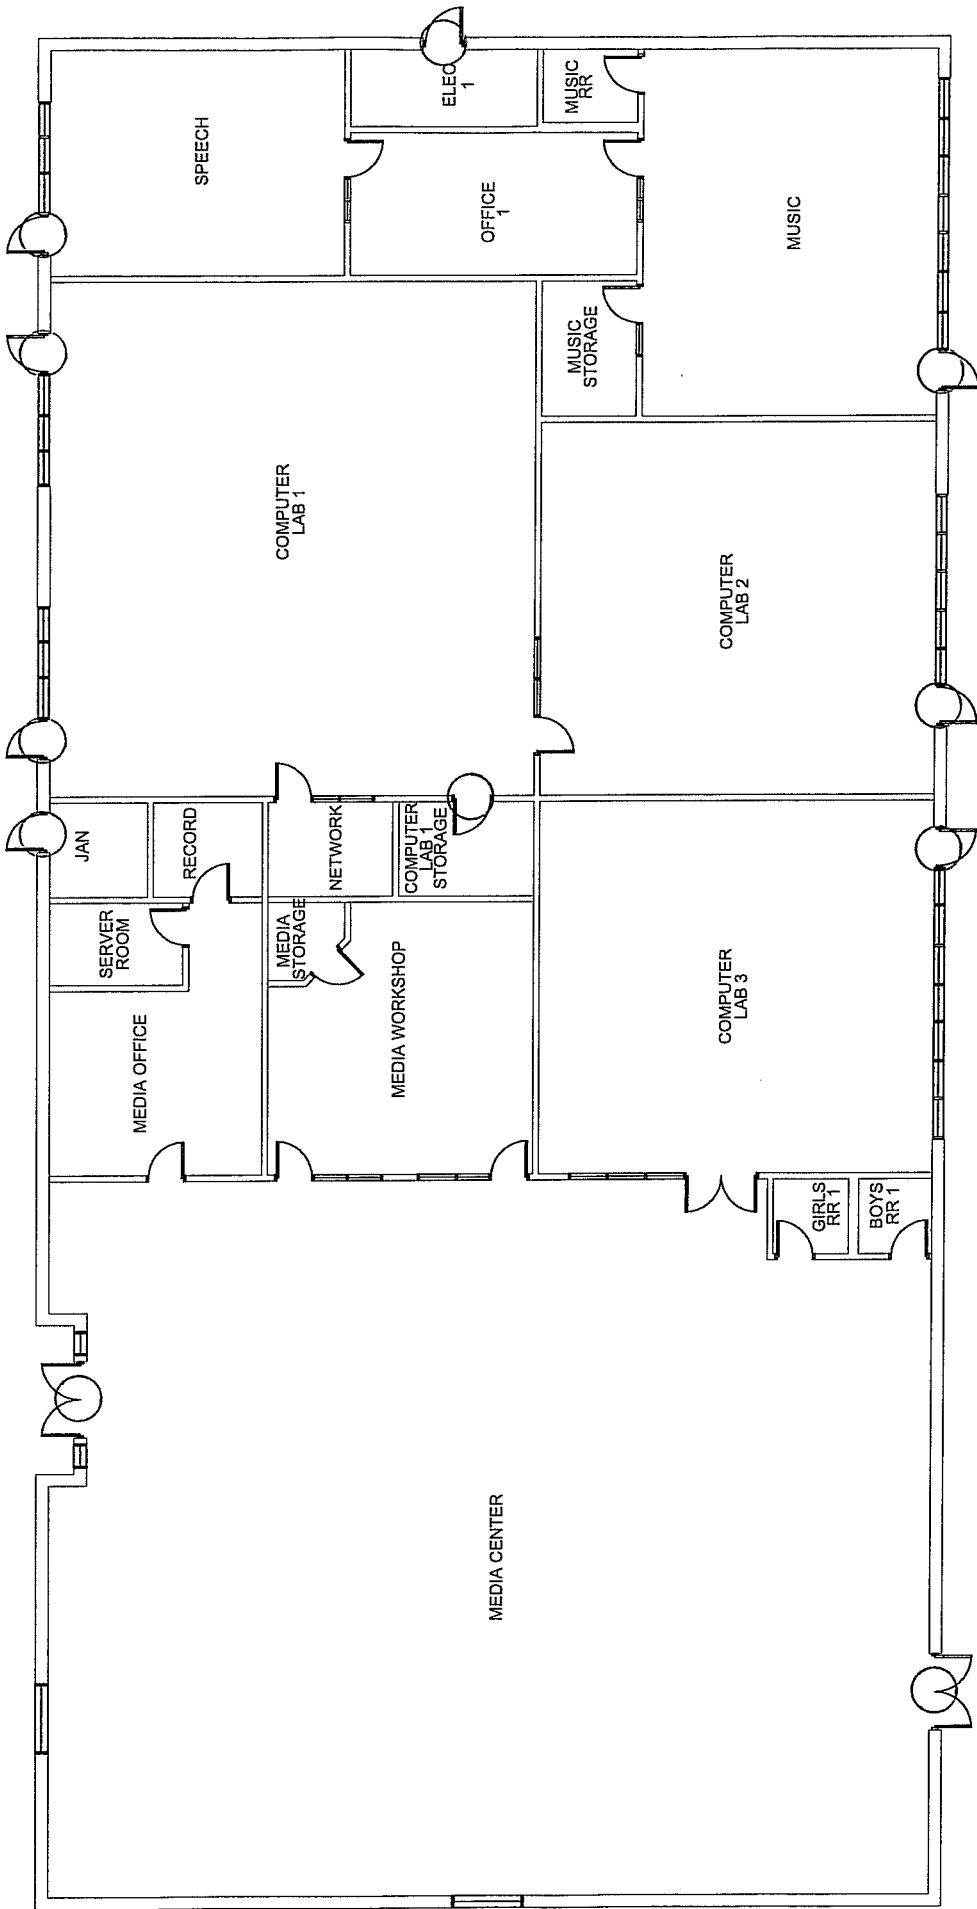 SPEECH
ELEC
1
MUSIC
RR
OFFICE
1
MUSIC
MUSIC
STORAGE
COMPUTER
LAB 1
COMPUTER
LAB 2
JAN
RECORD
NETWORK
COMPUTER
LAB 1
STORAGE
SERVER
ROOM
MEDIA
STORAGE
MEDIA OFFICE
MEDIA WORKSHOP
COMPUTER
LAB 3
GIRLS
RR 1
BOYS
RR 1
MEDIA CENTER